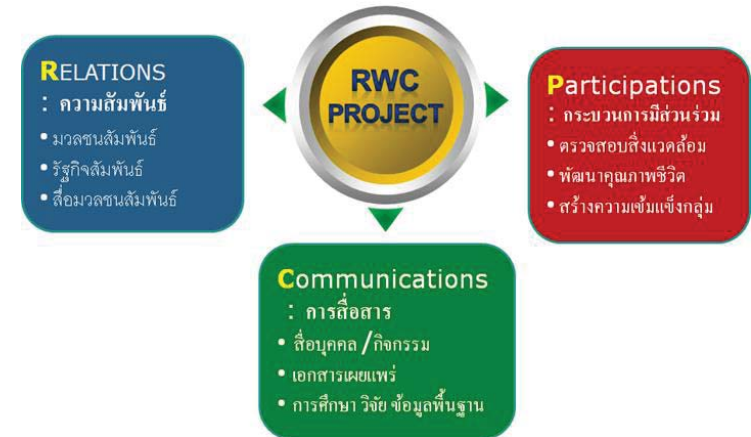 RWC
PROJECT
RELATIONS
: ความสัมพันธ์
• มวลชนสัมพันธ์
• รัฐกิจสัมพันธ์
• สื่อมวลชนสัมพันธ์
Participations
: กระบวนการมีส่วนร่วม
• ตรวจสอบสิ่งแวดล้อม
• พัฒนาคุณภาพชีวิต
• สร้างความเข้มแข็งกลุ่ม
Communications
: การสื่อสาร
• สื่อบุคคล / กิจกรรม
• เอกสารเผยแพร่
• การศึกษา วิจัย ข้อมูลพื้นฐาน